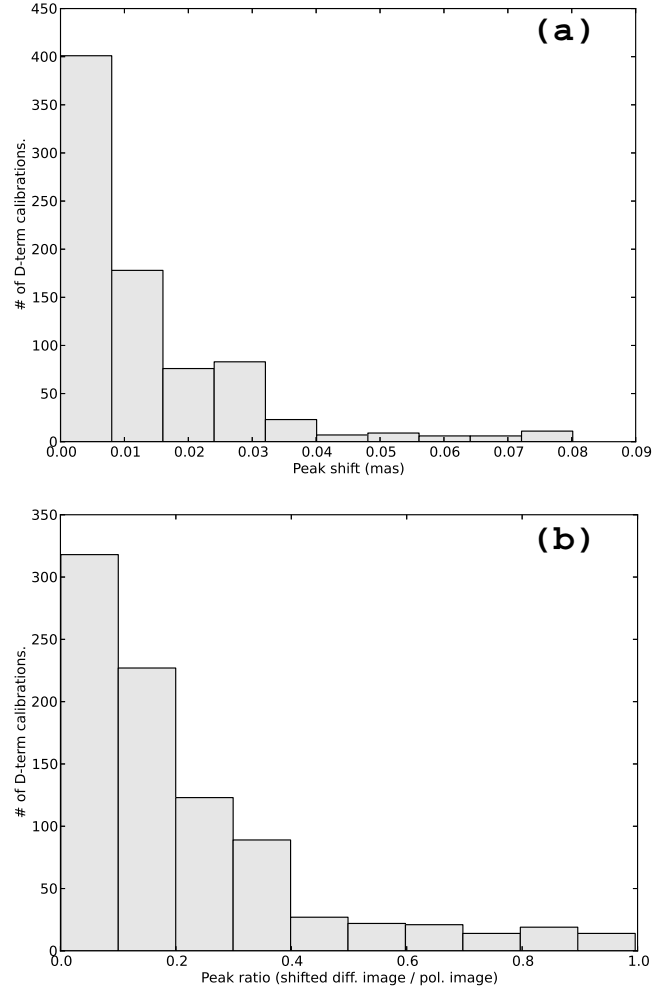 (a)
450
400
350
300
250
200
150
100
50
0
# of D-term calibrations.
0.00 0.01 0.02 0.03 0.04 0.05 0.06 0.07 0.08 0.09
Peak shift (mas)
(b)
350
300
250
200
150
100
50
0
# of D-term calibrations.
0.0 0.2 0.4 0.6 0.8 1.0
Peak ratio (shifted diff. image / pol. image)